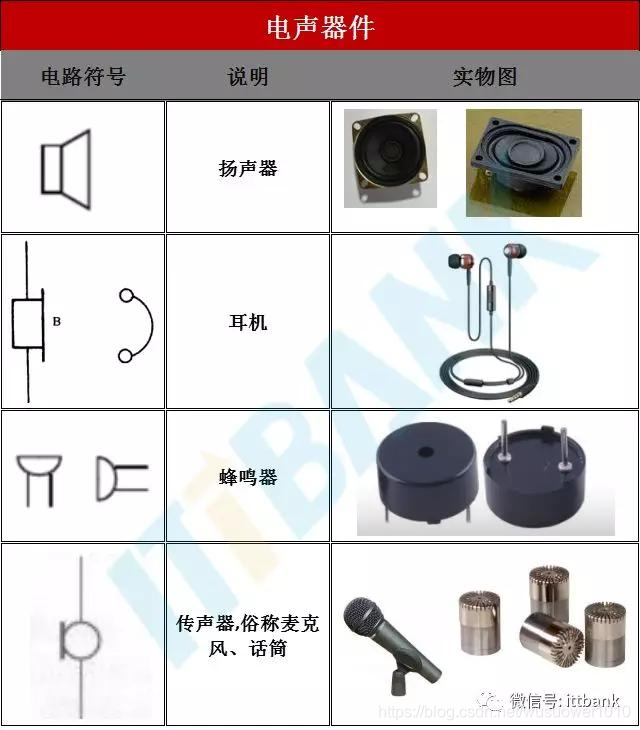 电声器件
电路符号 说明 实物图
扬声器
B 耳机
蜂鸣器
传声器,俗称麦克
风、话筒
ITTBANK
微信号: ittbank
https://blog.csdn.net/wusuowei1010